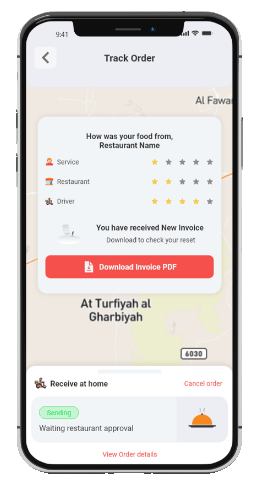 9:41
Track Order
Al Fawar
How was your food from,
Restaurant Name
Service
Restaurant
Driver
You have received New Invoice
Download to check your reset
Download Invoice PDF
At Turfiyah al
Gharbiyah
6030
Receive at home
Cancel order
Sending
Waiting restaurant approval
View Order details